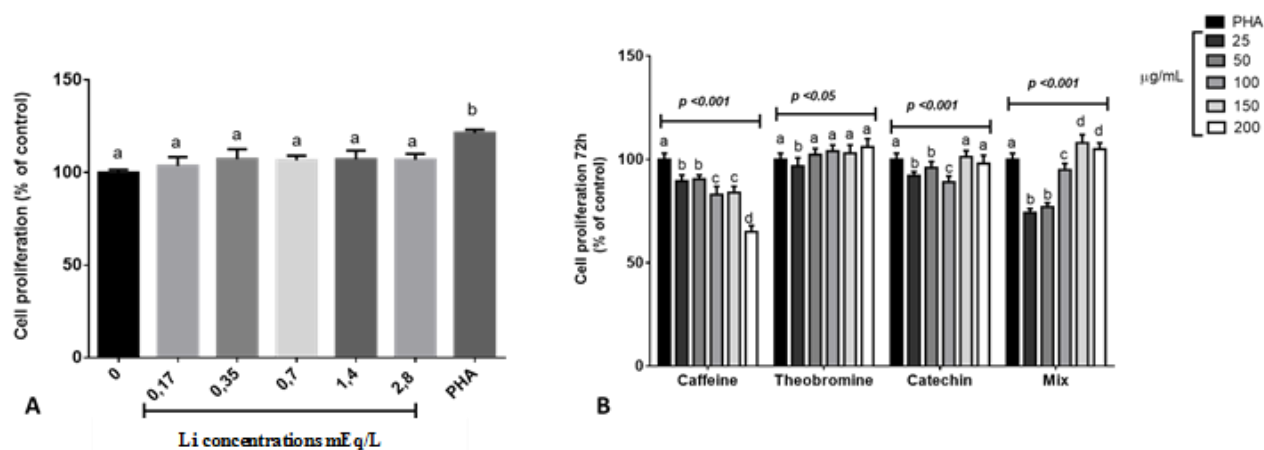 Cell proliferation (% of control)
150
100
50
0
a
a
a
a
a
a
b
0
0,17
0,35
0,7
1,4
2,8
PHA
A
Li concentrations mEq/L
PHA
25
50
100
150
200
µg/mL
Cell proliferation 72h
(% of control)
150
100
50
0
p <0.001
p <0.05
p <0.001
p <0.001
a b b c c d
a b a a a a
a b b c a a
a b b c d d
Caffeine Theobromine Catechin Mix
B